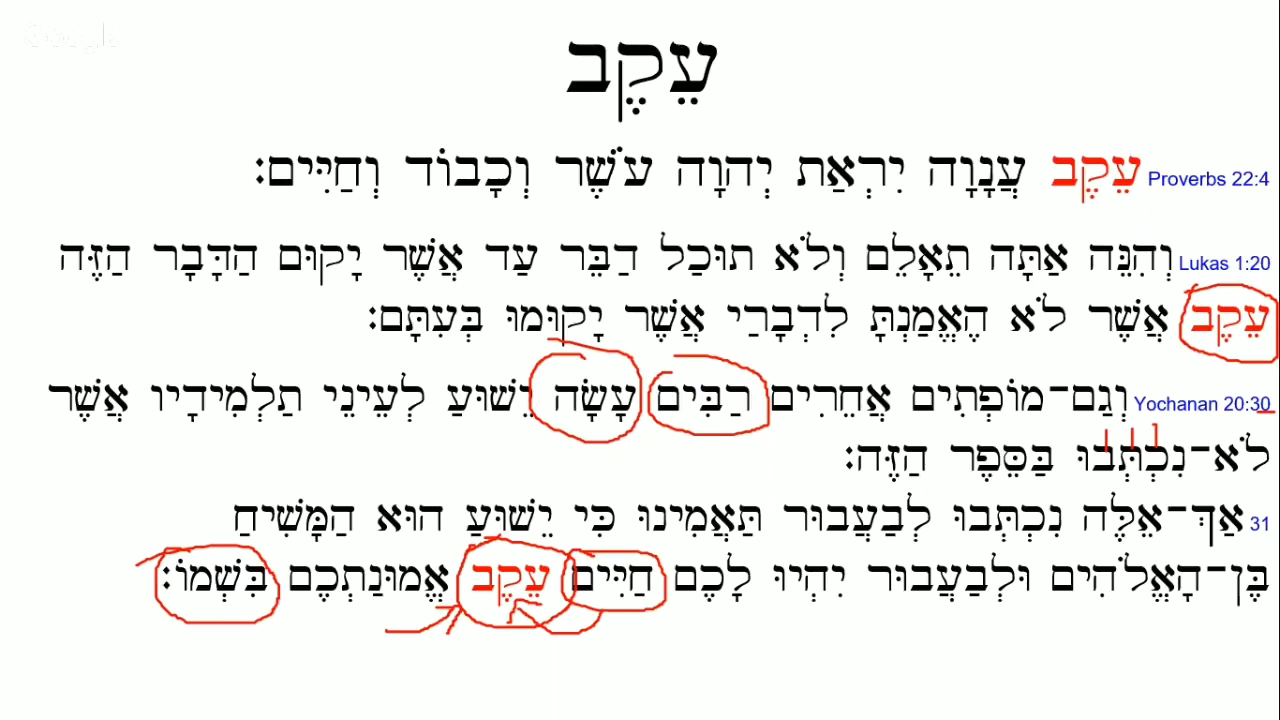 Google
עֵקֶב
Proverbs 22:4 עֵקֶב עֲנָוָה יִרְאַת יְהוָה עֹשֶׁר וְכָבוֹד וְחַיִּים׃
Lukas 1:20 וְהִנֵּה אַתָּה תֵאָלֵם וְלֹא תוּכַל דַּבֵּר עַד אֲשֶׁר יָקוּם הַדָּבָר הַזֶּה
עֵקֶב אֲשֶׁר לֹא הֶאֱמַנְתָּ לִדְבָרַי אֲשֶׁר יָקוּמוּ בְּעִתָּם׃
Yochanan 20:30 וְגַם־מוֹפְתִים אֲחֵרִים רַבִּים עָשָׂה יֵשׁוּעַ לְעֵינֵי תַלְמִידָיו אֲשֶׁר
לֹא־נִכְתְּבוּ בַּסֵּפֶר הַזֶּה׃
31 אַךְ־אֵלֶּה נִכְתְּבוּ לְבַעֲבוּר תַּאֲמִינוּ כִּי יֵשׁוּעַ הוּא הַמָּשִׁיחַ
בֶּן־הָאֱלֹהִים וּלְבַעֲבוּר יִהְיוּ לָכֶם חַיִּים עֵקֶב אֱמוּנַתְכֶם בִּשְׁמוֹ׃